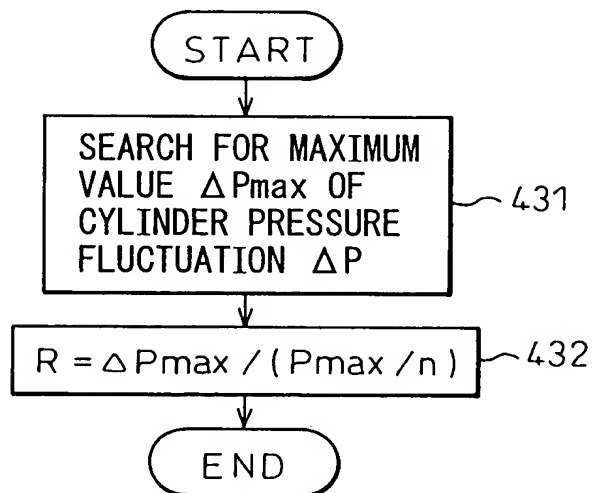 START
SEARCH FOR MAXIMUM
VALUE ΔPmax OF
CYLINDER PRESSURE
FLUCTUATION ΔP
431
R = ΔPmax / (Pmax / n)
432
END